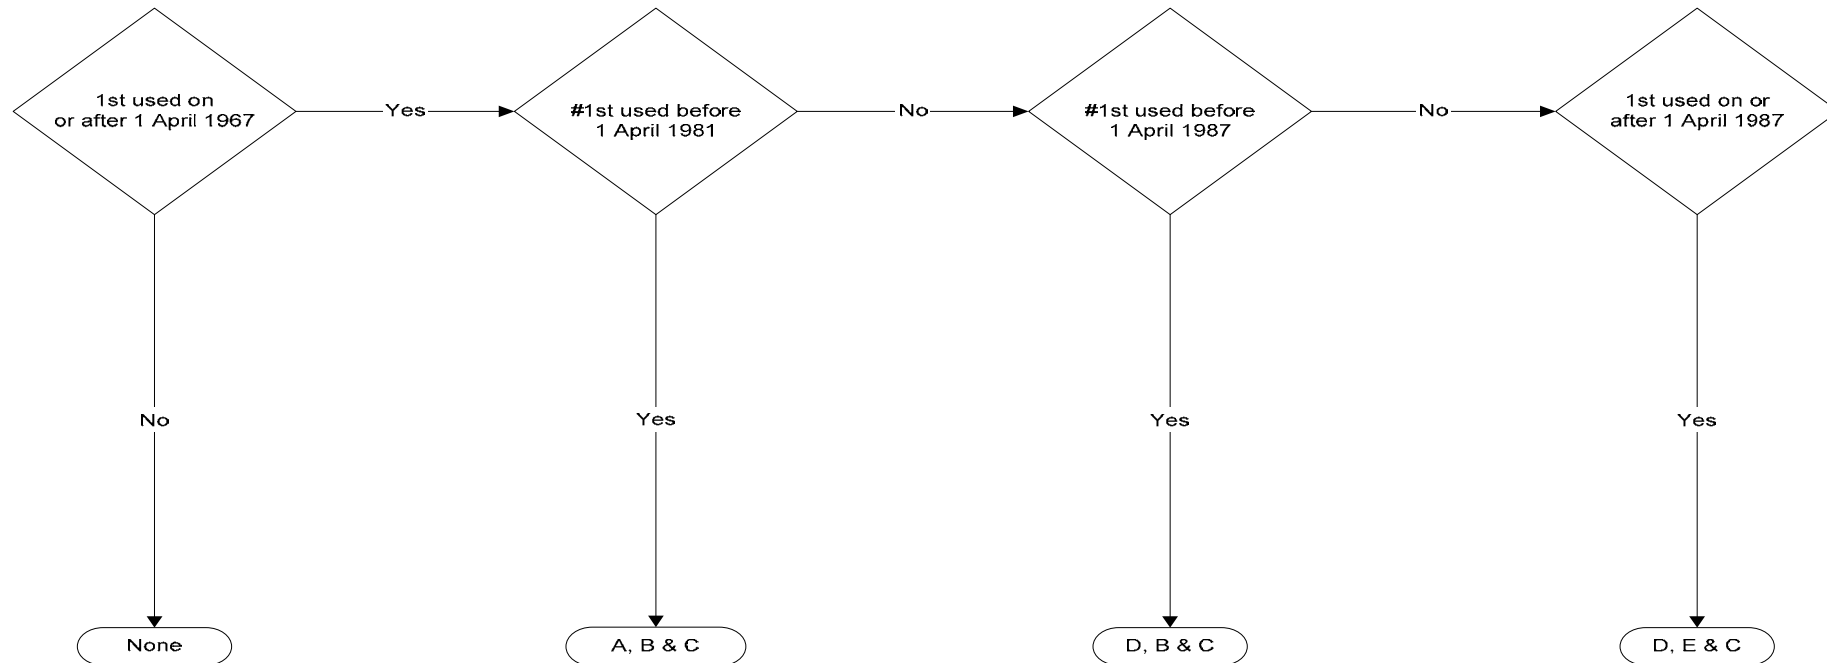 1st used on
or after 1 April 1967
Yes
#1st used before
1 April 1981
No
#1st used before
1 April 1987
No
1st used on or
after 1 April 1987
No
Yes
Yes
Yes
None
A, B & C
D, B & C
D, E & C